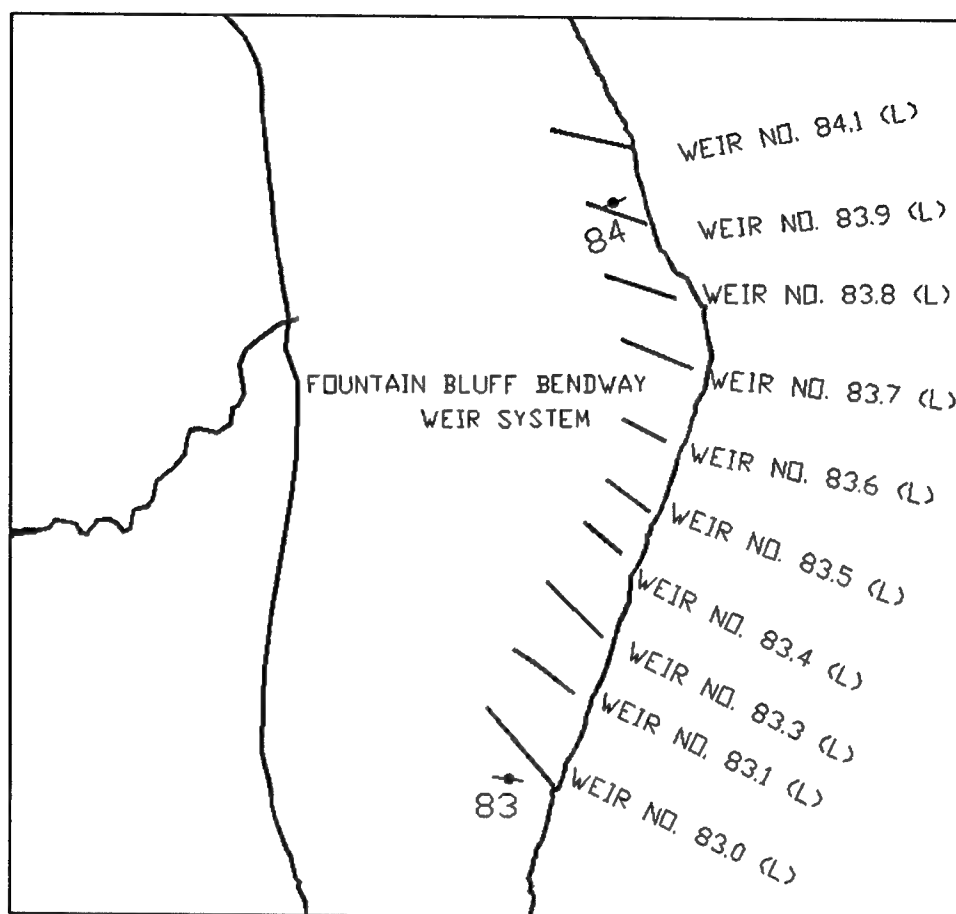 WEIR NO. 84.1 (L)
WEIR NO. 83.9 (L)
84
WEIR NO. 83.8 (L)
WEIR NO. 83.7 (L)
FOUNTAIN BLUFF BENDWAY
WEIR SYSTEM
WEIR NO. 83.6 (L)
WEIR NO. 83.5 (L)
WEIR NO. 83.4 (L)
WEIR NO. 83.3 (L)
WEIR NO. 83.1 (L)
WEIR NO. 83.0 (L)
83